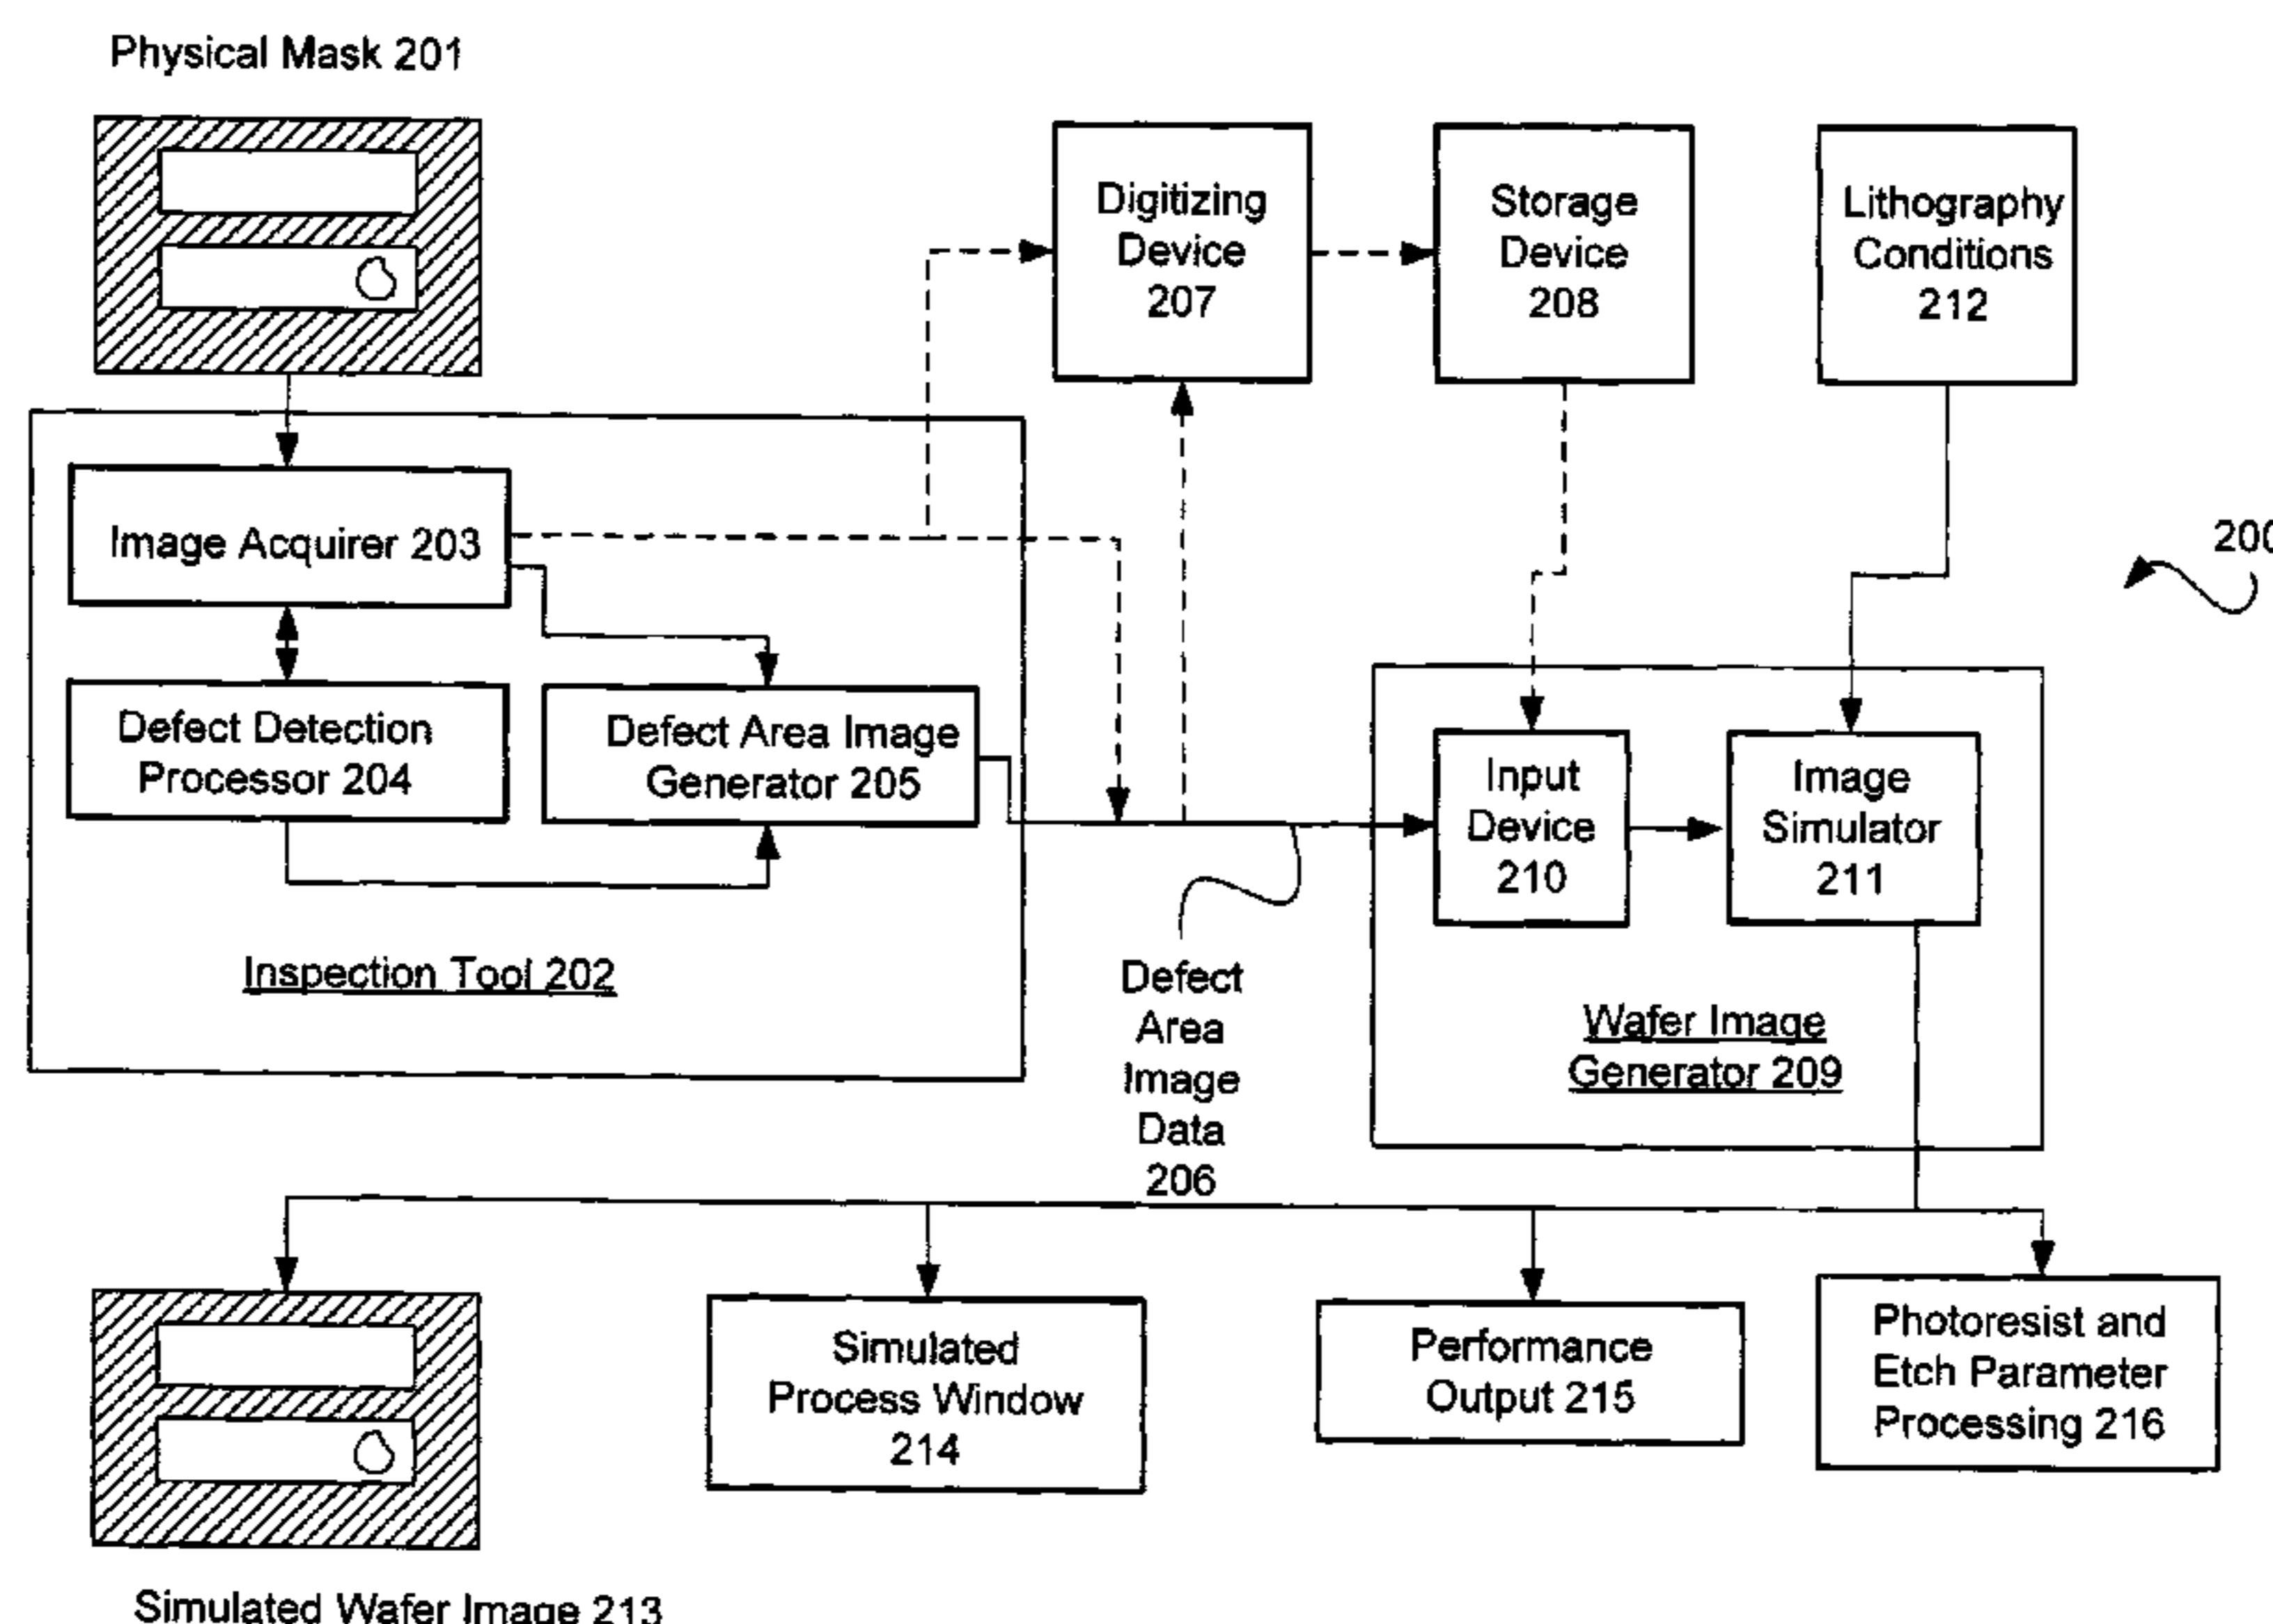 Physical Mask 201
Digitizing
Device
207
Storage
Device
208
Lithography
Conditions
212
Image Acquirer 203
200
Defect Detection
Processor 204
Defect Area Image
Generator 205
Input
Device
210
Image
Simulator
211
Inspection Tool 202
Defect
Area
Image
Data
206
Wafer Image
Generator 209
Simulated
Process Window
214
Performance
Output 215
Photoresist and
Etch Parameter
Processing 216
Simulated Wafer Image 213